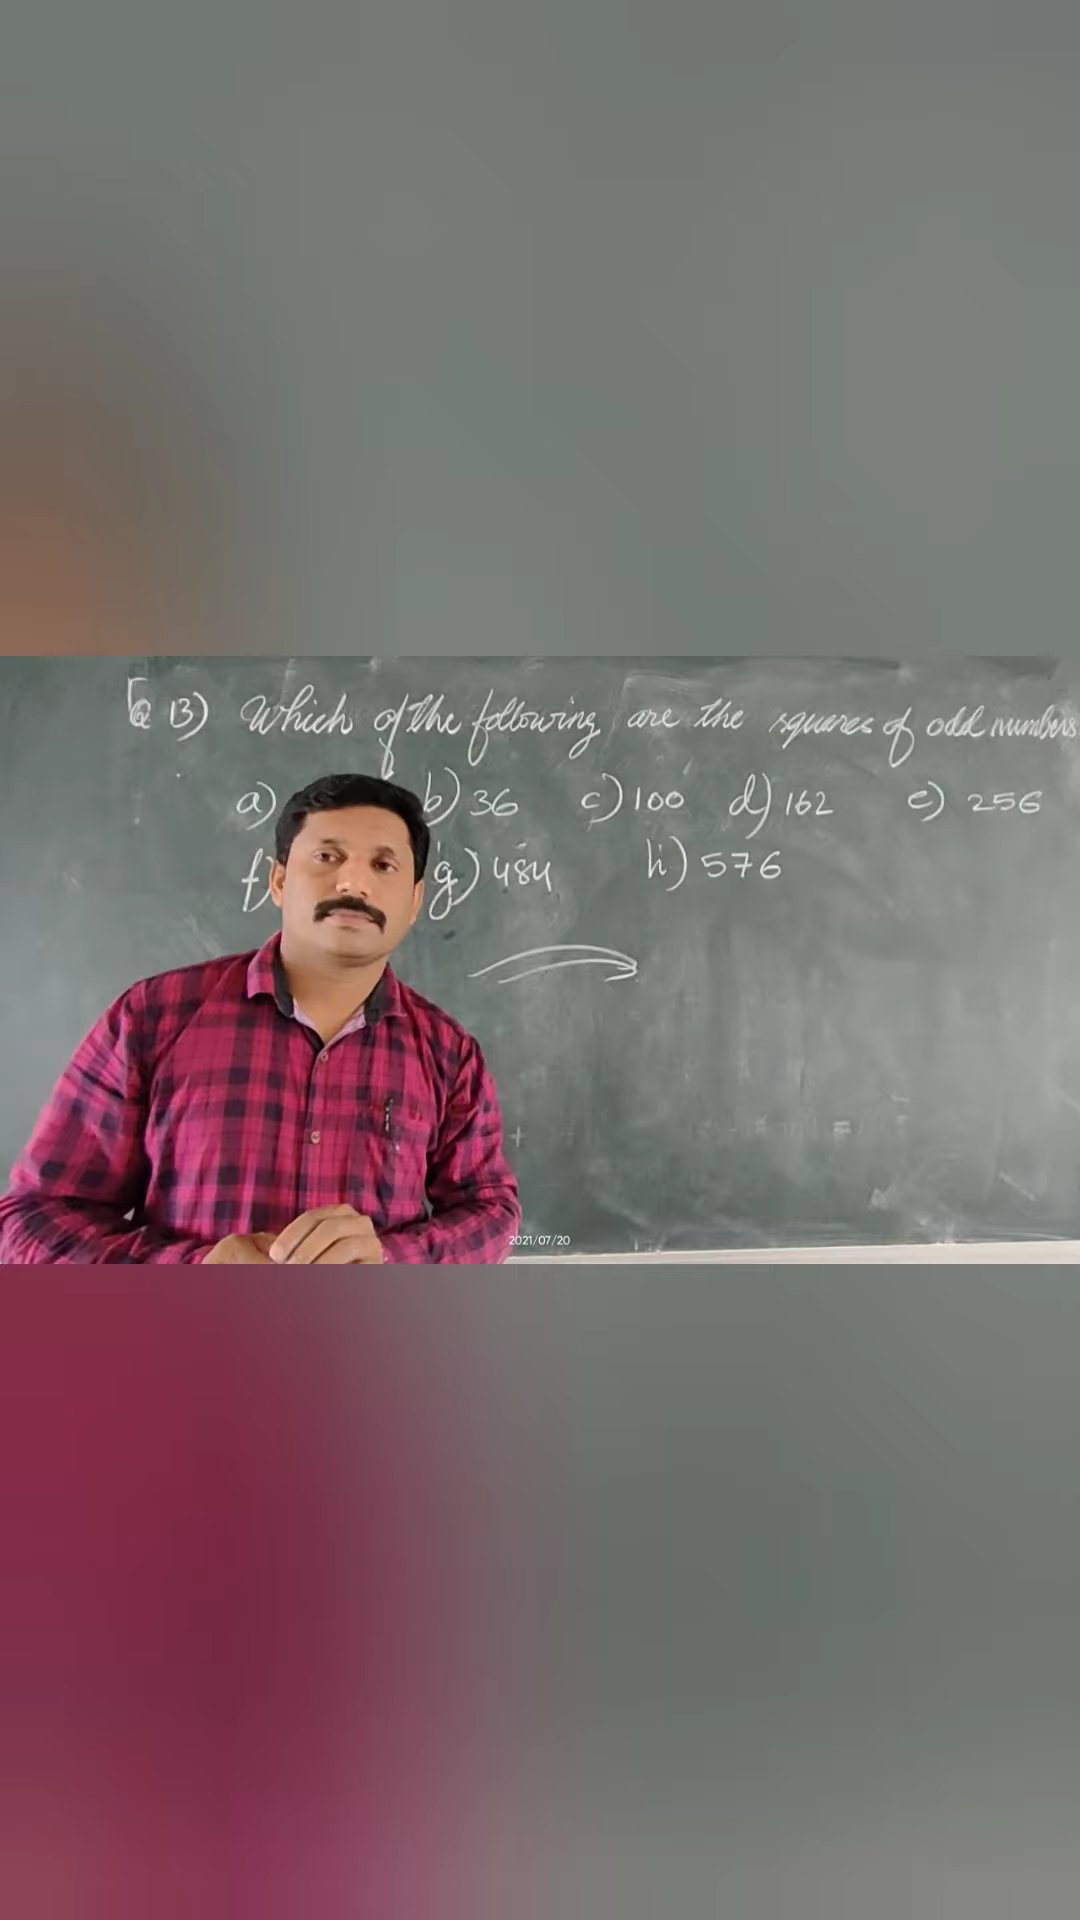 Q 13) Which of the following are the squares of odd numbers
a) b) 36 c) 100 d) 162 e) 256
f) g) 484 h) 576
2021/07/20